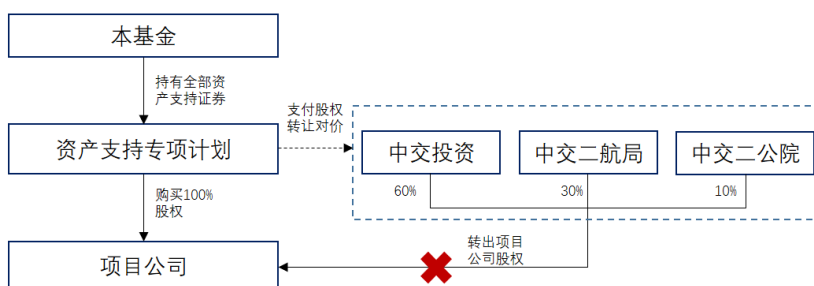 本基金
持有全部资
产支持证券
支付股权
转让对价
资产支持专项计划
中交投资
中交二航局
中交二公院
60%
30%
10%
购买100%
股权
转出项目
公司股权
项目公司